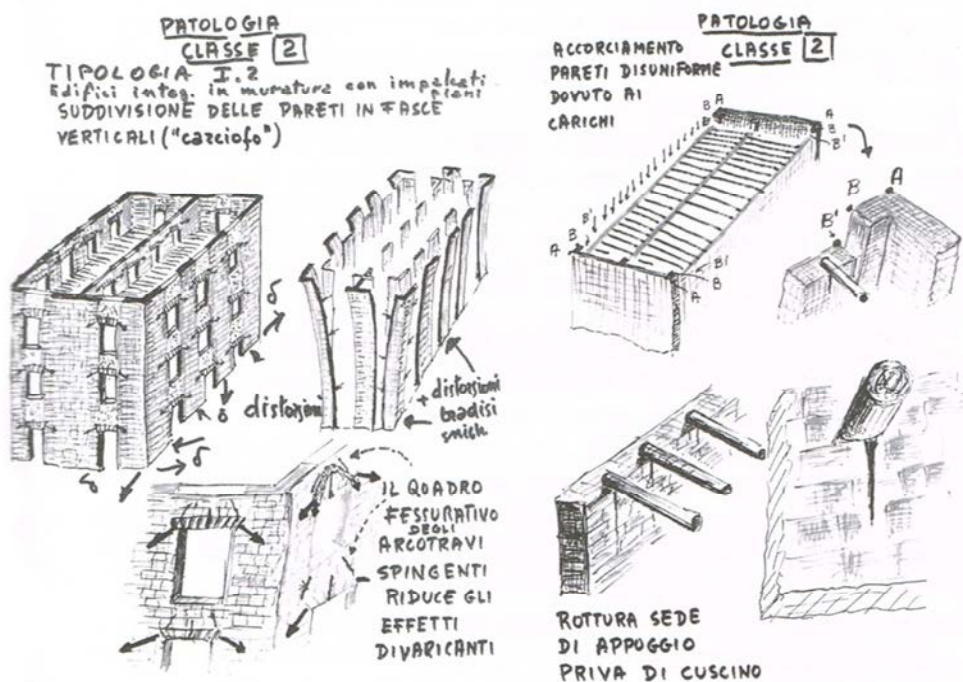 PATOLOGIA
CLASSE 2
TIPOLOGIA I.2
Edifici integ. in muratura con impalcati piani
SUDDIVISIONE DELLE PARETI IN FASCE
VERTICALI ("carciofo")
δ
δ
distorsioni
δ
δ
+ distorsioni
bradisismich
IL QUADRO
FESSURATIVO
DEGLI
ARCOTRAVI
SPINGENTI
RIDUCE GLI
EFFETTI
DIVARICANTI
PATOLOGIA
CLASSE 2
ACCORCIAMENTO
PARETI DISUNIFORME
DOVUTO AI
CARICHI
B A
A
B
B'
B'
A B
B'
B
A
A
B
B'
ROTTURA SEDE
DI APPOGGIO
PRIVA DI CUSCINO